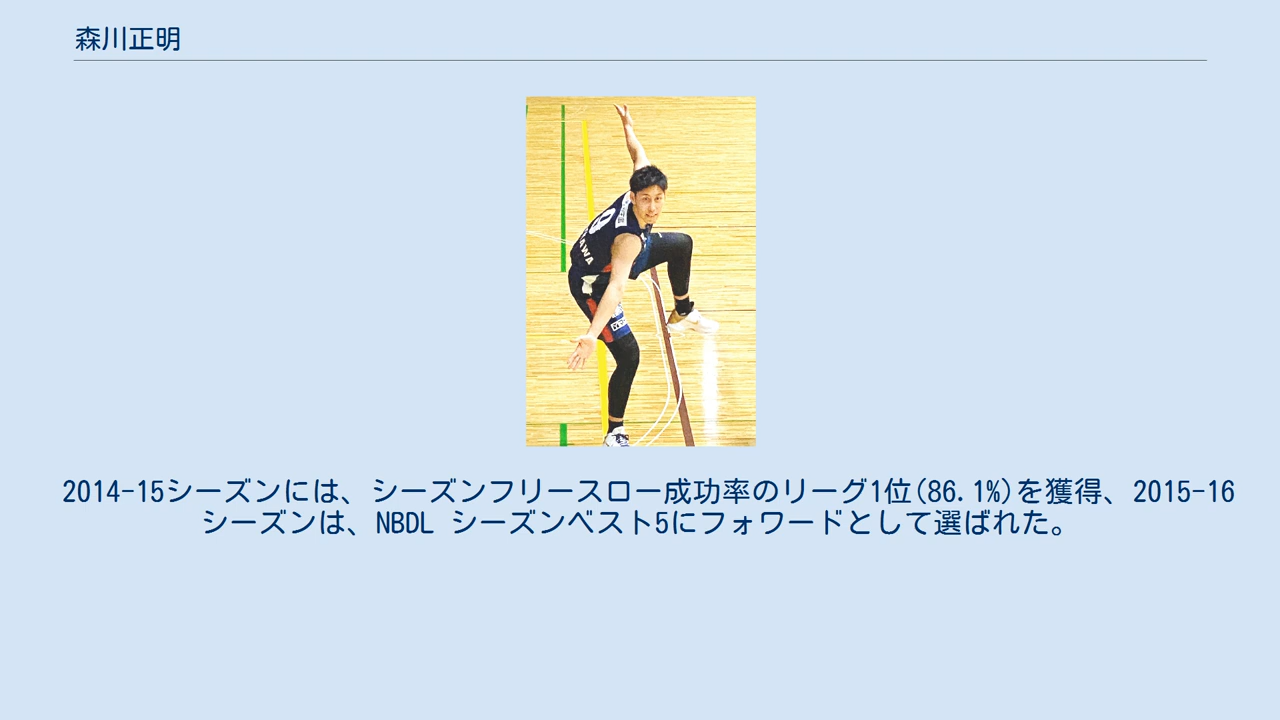 森川正明
2014-15シーズンには、シーズンフリースロー成功率のリーグ1位(86.1%)を獲得、2015-16
シーズンは、NBDL シーズンベスト5にフォワードとして選ばれた。